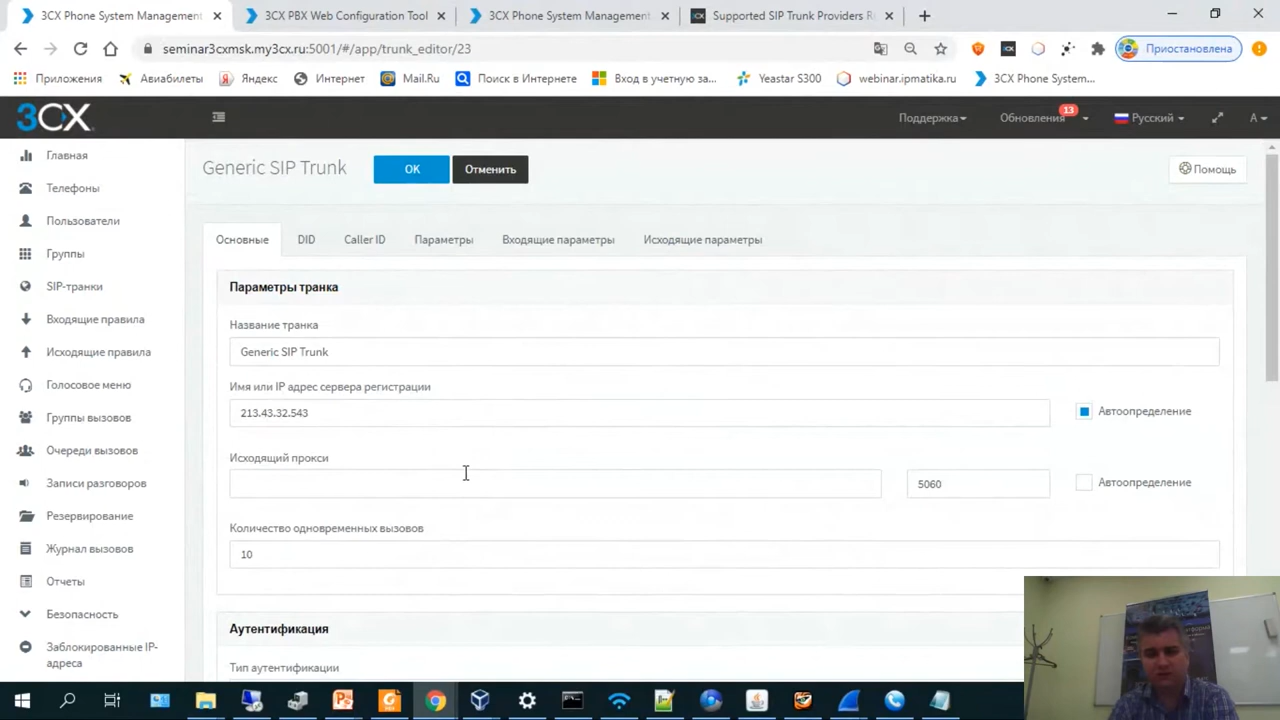 3CX Phone System Management
3CX PBX Web Configuration Tool
3CX Phone System Management
Supported SIP Trunk Providers R
seminar3cxmsk.my3cx.ru:5001/#/app/trunk_editor/23
Приостановлена
Приложения
Авиабилеты
Яндекс
Интернет
Mail.Ru
Поиск в Интернете
Вход в учетную за...
Yeastar S300
webinar.ipmatika.ru
3CX Phone System...
3CX
Поддержка
Обновления
13
Русский
A
Главная
Телефоны
Пользователи
Группы
SIP-транки
Входящие правила
Исходящие правила
Голосовое меню
Группы вызовов
Очереди вызовов
Записи разговоров
Резервирование
Журнал вызовов
Отчеты
Безопасность
Заблокированные IP-
адреса
Generic SIP Trunk
OK
Отменить
Помощь
Основные
DID
Caller ID
Параметры
Входящие параметры
Исходящие параметры
Параметры транка
Название транка
Generic SIP Trunk
Имя или IP адрес сервера регистрации
213.43.32.543
Автоопределение
Исходящий прокси
5060
Автоопределение
Количество одновременных вызовов
10
Аутентификация
Тип аутентификации